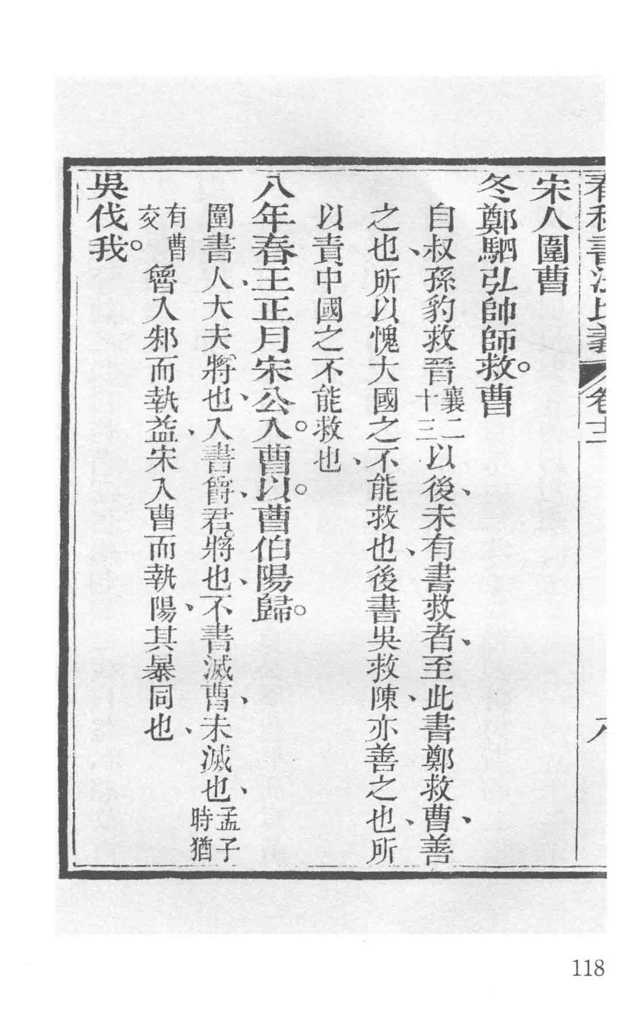 春秋書法比義 卷十二 八
宋人圍曹
冬鄭駟弘帥師救。曹
自叔孫豹救晉襄二十三以後、未有書救者、至此書鄭救曹、善
之也、所以愧大國之不能救也、後書吳救陳、亦善之也、所
以責中國之不能救也、
八年春王正月宋公入。曹以。曹伯陽歸。
圍書人、大夫將也、入書爵、君。將也、不書滅、曹未滅也、孟子時猶
有曹交魯入邾而執益、宋入曹而執陽、其暴同也、
吳伐我。
118